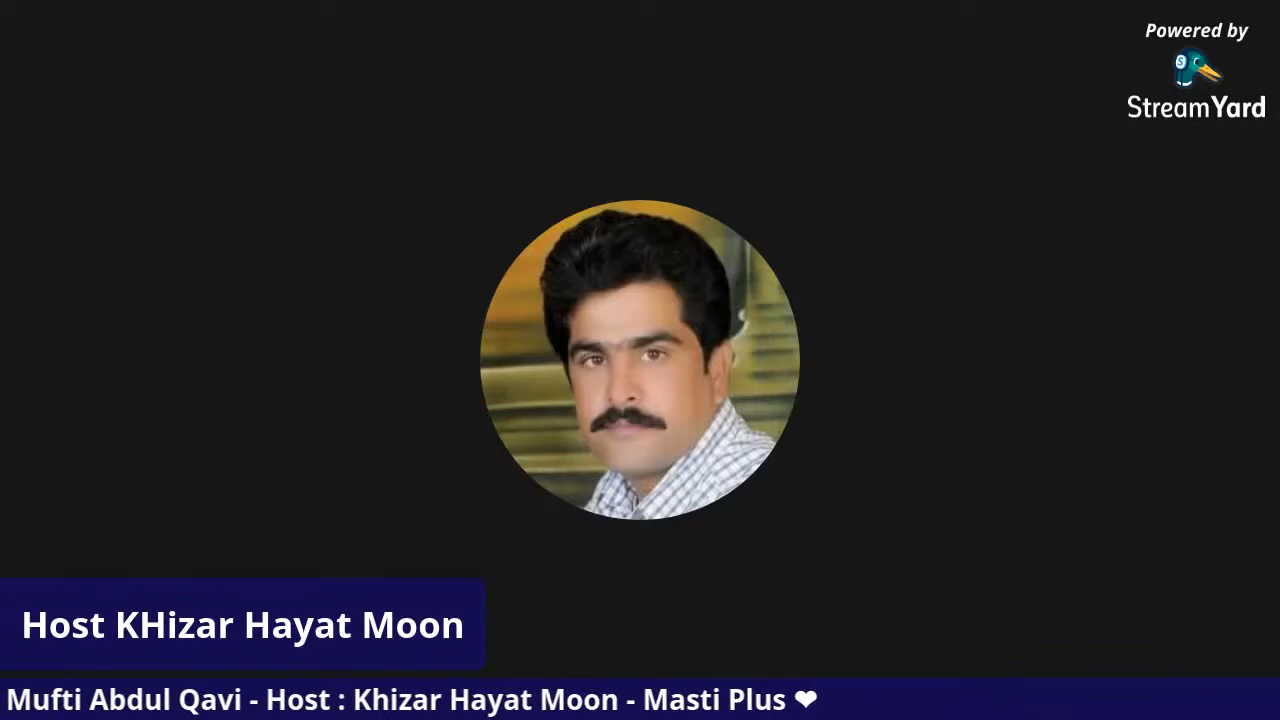 Powered by
StreamYard
Host KHizar Hayat Moon
Mufti Abdul Qavi - Host : Khizar Hayat Moon - Masti Plus ❤